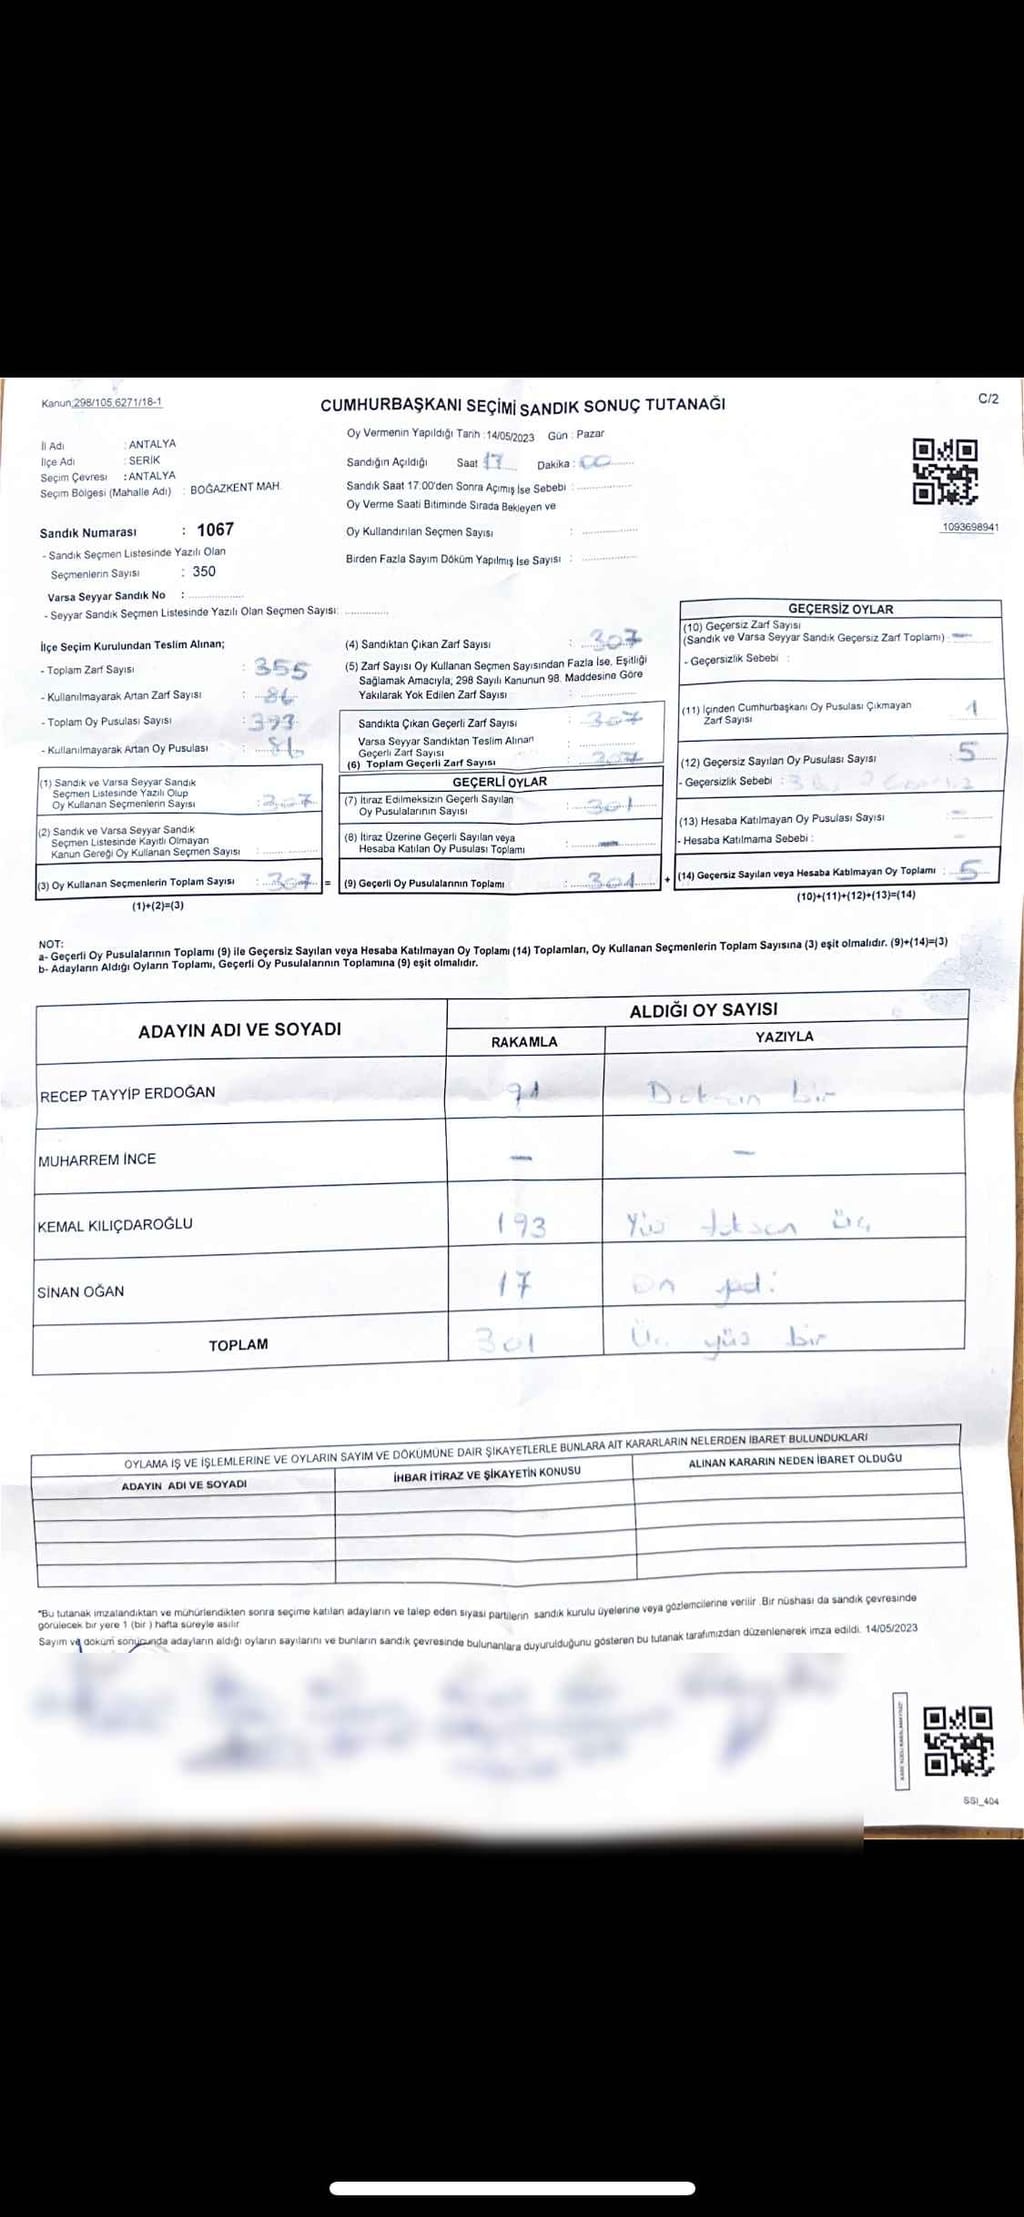 Kanun:298/105,6271/18-1
CUMHURBAŞKANI SEÇİMİ SANDIK SONUÇ TUTANAĞI
C/2
İl Adı : ANTALYA
İlçe Adı : SERİK
Seçim Çevresi : ANTALYA
Seçim Bölgesi (Mahalle Adı) : BOĞAZKENT MAH.
Oy Vermenin Yapıldığı Tarih :14/05/2023 Gün : Pazar
Sandığın Açıldığı Saat 17 Dakika : 00
Sandık Saat 17.00'den Sonra Açımış İse Sebebi :
Oy Verme Saati Bitiminde Sırada Bekleyen ve
Oy Kullandırılan Seçmen Sayısı :
Birden Fazla Sayım Döküm Yapılmış İse Sayısı :
1093698941
Sandık Numarası : 1067
- Sandık Seçmen Listesinde Yazılı Olan
Seçmenlerin Sayısı : 350
Varsa Seyyar Sandık No :
- Seyyar Sandık Seçmen Listesinde Yazılı Olan Seçmen Sayısı:
İlçe Seçim Kurulundan Teslim Alınan;
- Toplam Zarf Sayısı : 355
- Kullanılmayarak Artan Zarf Sayısı :
- Toplam Oy Pusulası Sayısı : 393
- Kullanılmayarak Artan Oy Pusulası :
(1) Sandık ve Varsa Seyyar Sandık
Seçmen Listesinde Yazılı Olup
Oy Kullanan Seçmenlerin Sayısı : 307
(2) Sandık ve Varsa Seyyar Sandık
Seçmen Listesinde Kayıtlı Olmayan
Kanun Gereği Oy Kullanan Seçmen Sayısı :
(3) Oy Kullanan Seçmenlerin Toplam Sayısı : 307 =
(1)+(2)=(3)
(4) Sandıktan Çıkan Zarf Sayısı : 307
(5) Zarf Sayısı Oy Kullanan Seçmen Sayısından Fazla İse, Eşitliği
Sağlamak Amacıyla; 298 Sayılı Kanunun 98. Maddesine Göre
Yakılarak Yok Edilen Zarf Sayısı :
Sandıkta Çıkan Geçerli Zarf Sayısı : 307
Varsa Seyyar Sandıktan Teslim Alınan
Geçerli Zarf Sayısı :
(6) Toplam Geçerli Zarf Sayısı : 307
GEÇERLİ OYLAR
(7) İtiraz Edilmeksizin Geçerli Sayılan
Oy Pusulalarının Sayısı : 301
(8) İtiraz Üzerine Geçerli Sayılan veya
Hesaba Katılan Oy Pusulası Toplamı : -
(9) Geçerli Oy Pusulalarının Toplamı : 301 +
GEÇERSİZ OYLAR
(10) Geçersiz Zarf Sayısı
(Sandık ve Varsa Seyyar Sandık Geçersiz Zarf Toplamı) : -
- Geçersizlik Sebebi :
(11) İçinden Cumhurbaşkanı Oy Pusulası Çıkmayan
Zarf Sayısı 1
(12) Geçersiz Sayılan Oy Pusulası Sayısı : 5
- Geçersizlik Sebebi :
(13) Hesaba Katılmayan Oy Pusulası Sayısı : -
- Hesaba Katılmama Sebebi : -
(14) Geçersiz Sayılan veya Hesaba Katılmayan Oy Toplamı : 5
(10)+(11)+(12)+(13)=(14)
NOT:
a- Geçerli Oy Pusulalarının Toplamı (9) ile Geçersiz Sayılan veya Hesaba Katılmayan Oy Toplamı (14) Toplamları, Oy Kullanan Seçmenlerin Toplam Sayısına (3) eşit olmalıdır. (9)+(14)=(3)
b- Adayların Aldığı Oyların Toplamı, Geçerli Oy Pusulalarının Toplamına (9) eşit olmalıdır.
ADAYIN ADI VE SOYADI
ALDIĞI OY SAYISI
RAKAMLA YAZIYLA
RECEP TAYYİP ERDOĞAN 91 Doksan bir
MUHARREM İNCE - -
KEMAL KILIÇDAROĞLU 193 Yüz doksan üç
SİNAN OĞAN 17 On yedi
TOPLAM 301 Üç yüz bir
OYLAMA İŞ VE İŞLEMLERİNE VE OYLARIN SAYIM VE DÖKÜMÜNE DAİR ŞİKAYETLERLE BUNLARA AİT KARARLARIN NELERDEN İBARET BULUNDUKLARI
ADAYIN ADI VE SOYADI İHBAR İTİRAZ VE ŞİKAYETİN KONUSU ALINAN KARARIN NEDEN İBARET OLDUĞU
*Bu tutanak imzalandıktan ve mühürlendikten sonra seçime katılan adayların ve talep eden siyasi partilerin sandık kurulu üyelerine veya gözlemcilerine verilir. Bir nüshası da sandık çevresinde
görülecek bir yere 1 (bir ) hafta süreyle asılır
Sayım ve döküm sonucunda adayların aldığı oyların sayılarını ve bunların sandık çevresinde bulunanlara duyurulduğunu gösteren bu tutanak tarafımızdan düzenlenerek imza edildi. 14/05/2023
SSI_404